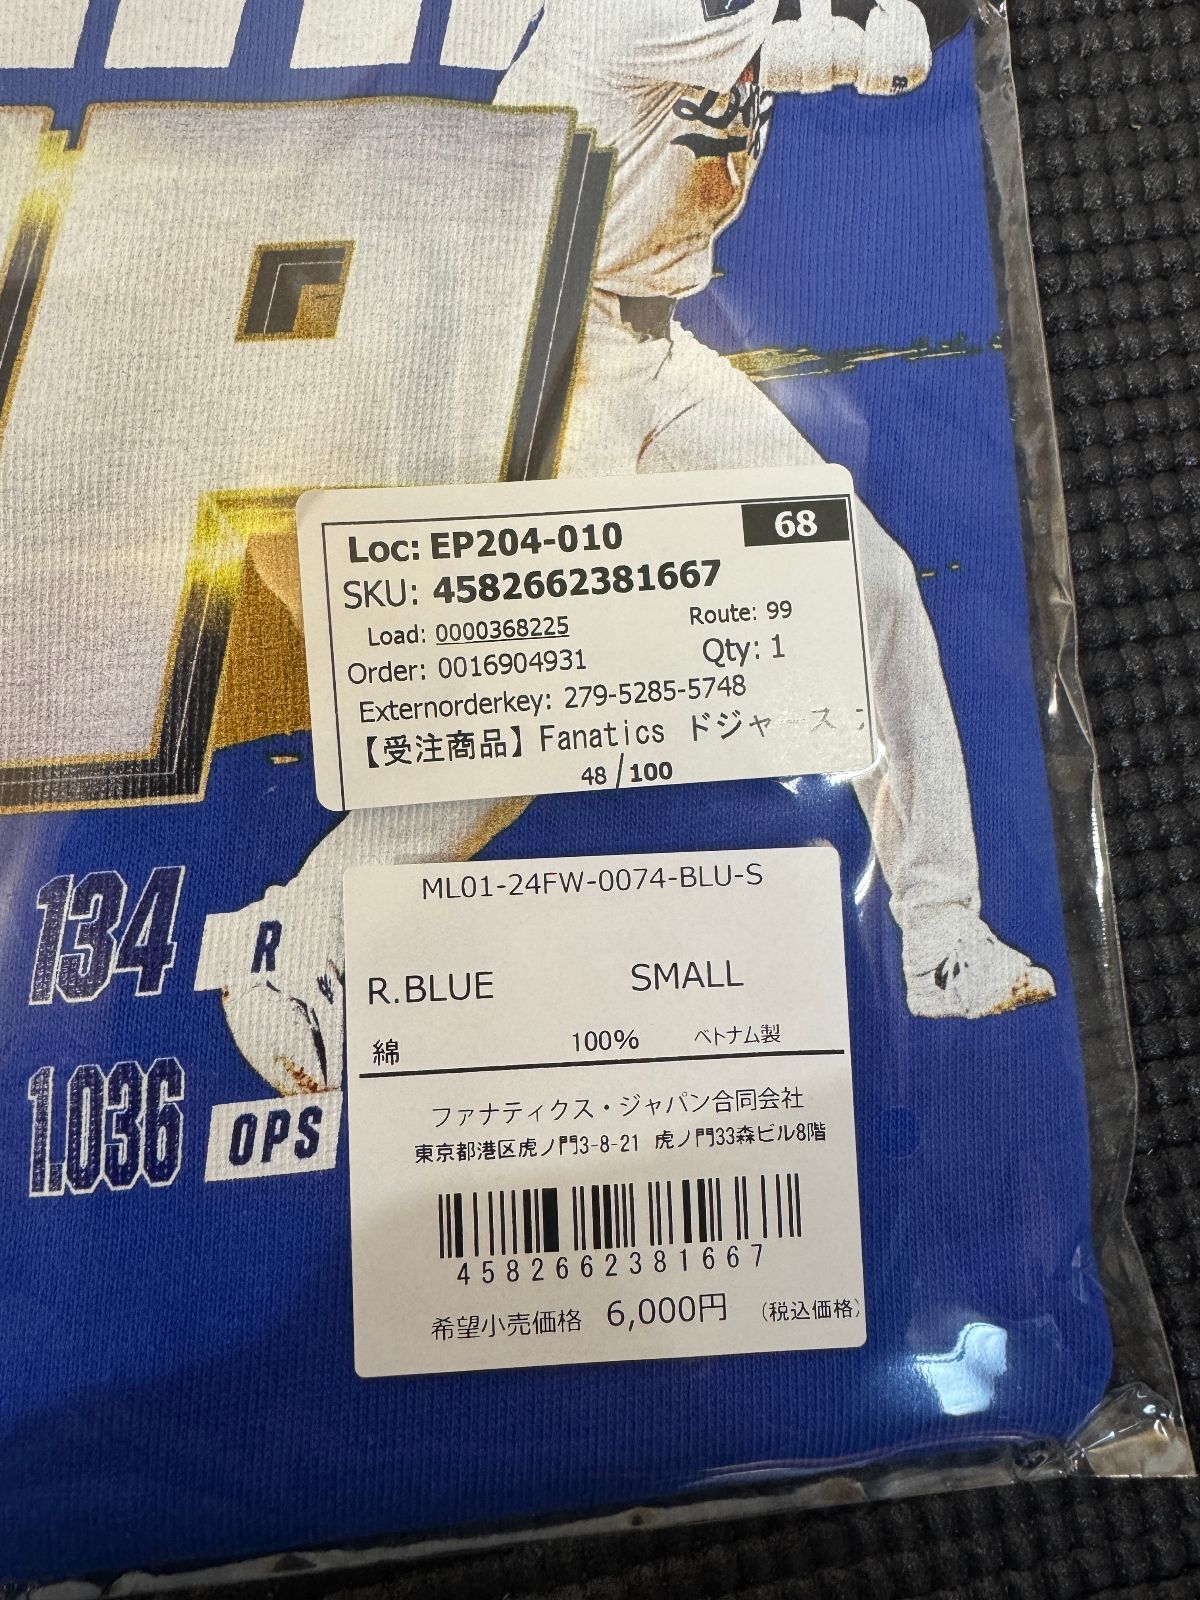 68
Loc: EP204-010
SKU: 4582662381667
Load: 0000368225
Route: 99
Order: 0016904931
Qty: 1
Externorderkey: 279-5285-5748
【受注商品】Fanatics ドジャース
48/100
134 R
1.036 OPS
ML01-24FW-0074-BLU-S
R.BLUE SMALL
綿 100% ベトナム製
ファナティクス・ジャパン合同会社
東京都港区虎ノ門3-8-21 虎ノ門33森ビル8階
4582662381667
希望小売価格 6,000円 (税込価格)